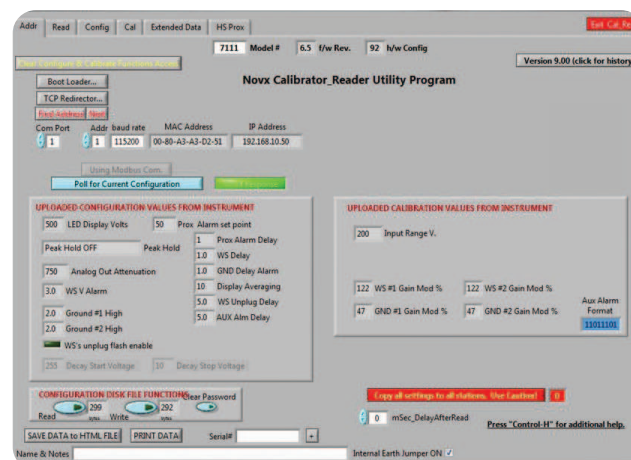 Addr Read Config Cal Extended Data HS Prox
7111 Model # 6.5 f/w Rev. 92 h/w Config
Version 9.00 (click for history
Boot Loader...
Novx Calibrator_Reader Utility Program
TCP Redirector...
Com Port Addr baud rate MAC Address IP Address
1 1 115200 00-80-A3-A3-D2-51 192.168.10.50
Using Modbus Com.
Poll for Current Configuration
UPLOADED CONFIGURATION VALUES FROM INSTRUMENT
500 LED Display Volts 50 Prox Alarm set point
Peak Hold OFF Peak Hold 1 Prox Alarm Delay
1.0 WS Delay
750 Analog Out Attenuation 1.0 GND Delay Alarm
3.0 WS V Alarm 10 Display Averaging
5.0 WS Unplug Delay
2.0 Ground #1 High 5.0 AUX Alm Delay
2.0 Ground #2 High
WS's unplug flash enable
255 Decay Start Voltage 10 Decay Stop Voltage
UPLOADED CALIBRATION VALUES FROM INSTRUMENT
200 Input Range V.
122 WS #1 Gain Mod % 122 WS #2 Gain Mod %
47 GND #1 Gain Mod % 47 GND #2 Gain Mod %
Aux Alarm
Format
11011101
CONFIGURATION DISK FILE FUNCTIONS Clear Password
Read 299 Write 292
Copy all settings to all stations. Use Caution! 0
0 mSec_DelayAfterRead
Press "Control-H" for additional help.
SAVE DATA to HTML FILE PRINT DATA Serial# +
Name & Notes Internal Earth Jumper ON